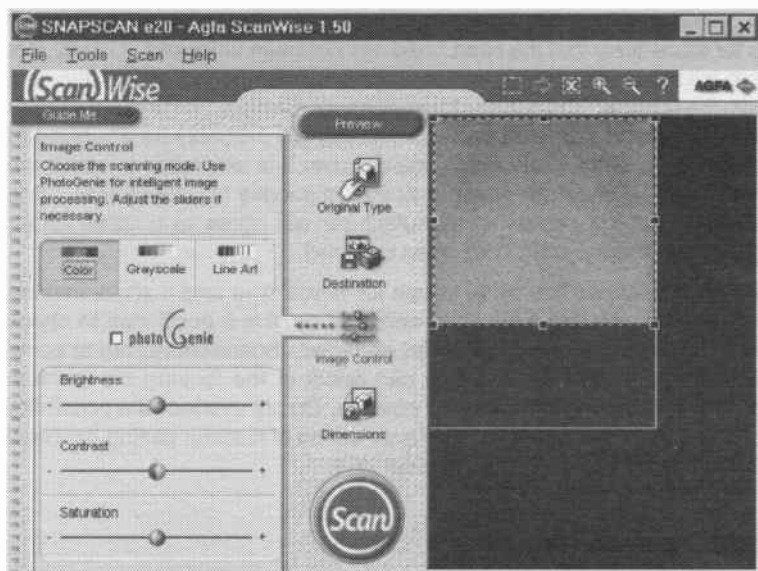 SNAPSCAN e20 - Agfa ScanWise 1.50
File Tools Scan Help
(Scan) Wise
? AGFA
Guide Me
Preview
Image Control
Choose the scanning mode. Use
PhotoGenie for intelligent image
processing. Adjust the sliders if
necessary.
Color Grayscale Line Art
photoGenie
Brightness
- +
Contrast
- +
Saturation
- +
Original Type
Destination
Image Control
Dimensions
Scan